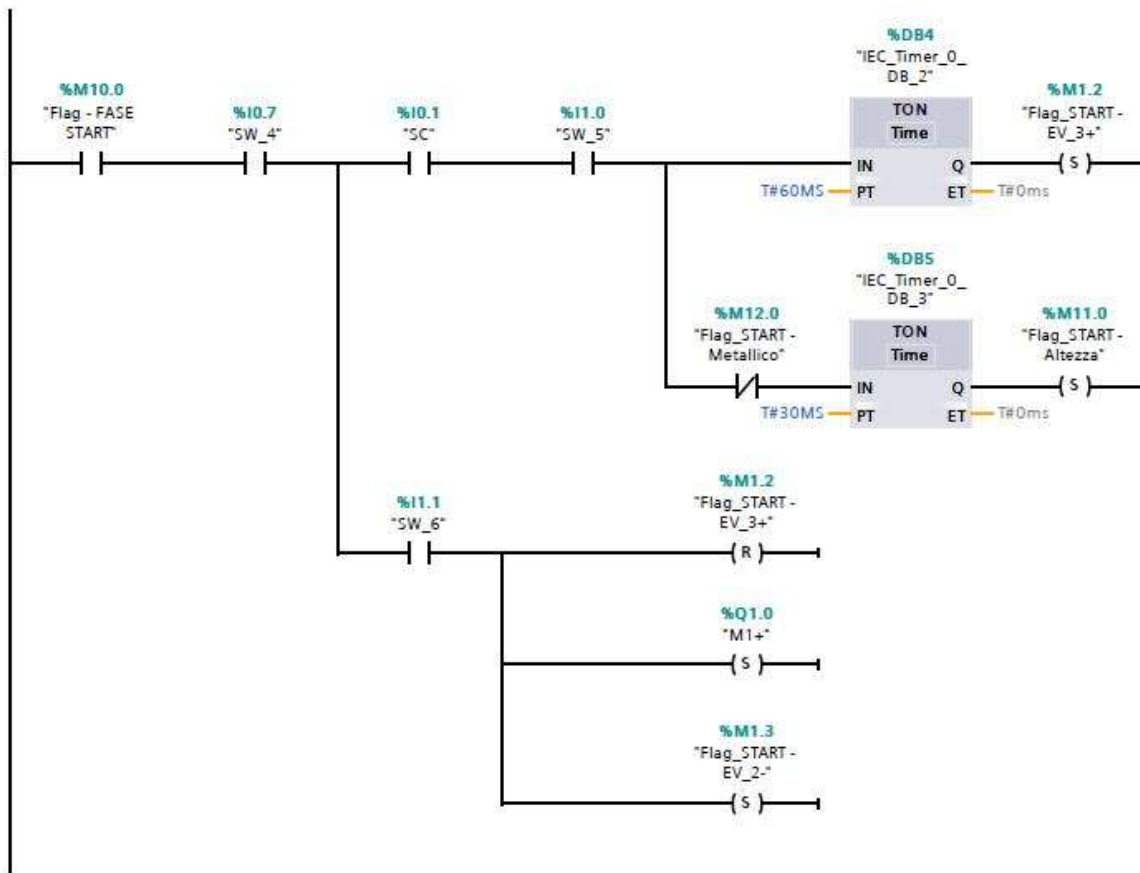 %DB4
"IEC_Timer_0_
DB_2"
%M10.0
"Flag - FASE
START"
%I0.7
"SW_4"
%I0.1
"SC"
%I1.0
"SW_5"
TON
Time
%M1.2
"Flag_START -
EV_3+"
IN
Q
S
T#60MS
PT
ET
T#0ms
%DB5
"IEC_Timer_0_
DB_3"
%M12.0
"Flag_START -
Metallico"
TON
Time
%M11.0
"Flag_START -
Altezza"
IN
Q
S
T#30MS
PT
ET
T#0ms
%I1.1
"SW_6"
%M1.2
"Flag_START -
EV_3+"
R
%Q1.0
"M1+"
S
%M1.3
"Flag_START -
EV_2-"
S